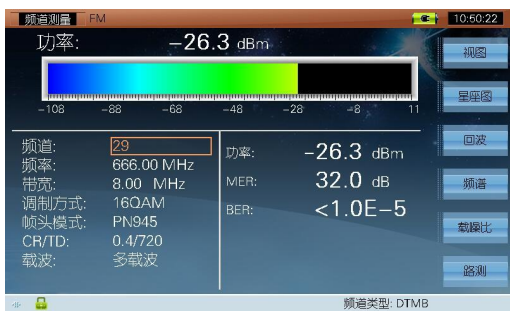 频道测量 FM 10:50:22
功率: -26.3 dBm
-108 -88 -68 -48 -28 -8 11
频道: 29
频率: 666.00 MHz
带宽: 8.00 MHz
调制方式: 16QAM
帧头模式: PN945
CR/TD: 0.4/720
载波: 多载波
功率: -26.3 dBm
MER: 32.0 dB
BER: <1.0E-5
视图
星座图
回波
频谱
载噪比
路测
频道类型: DTMB